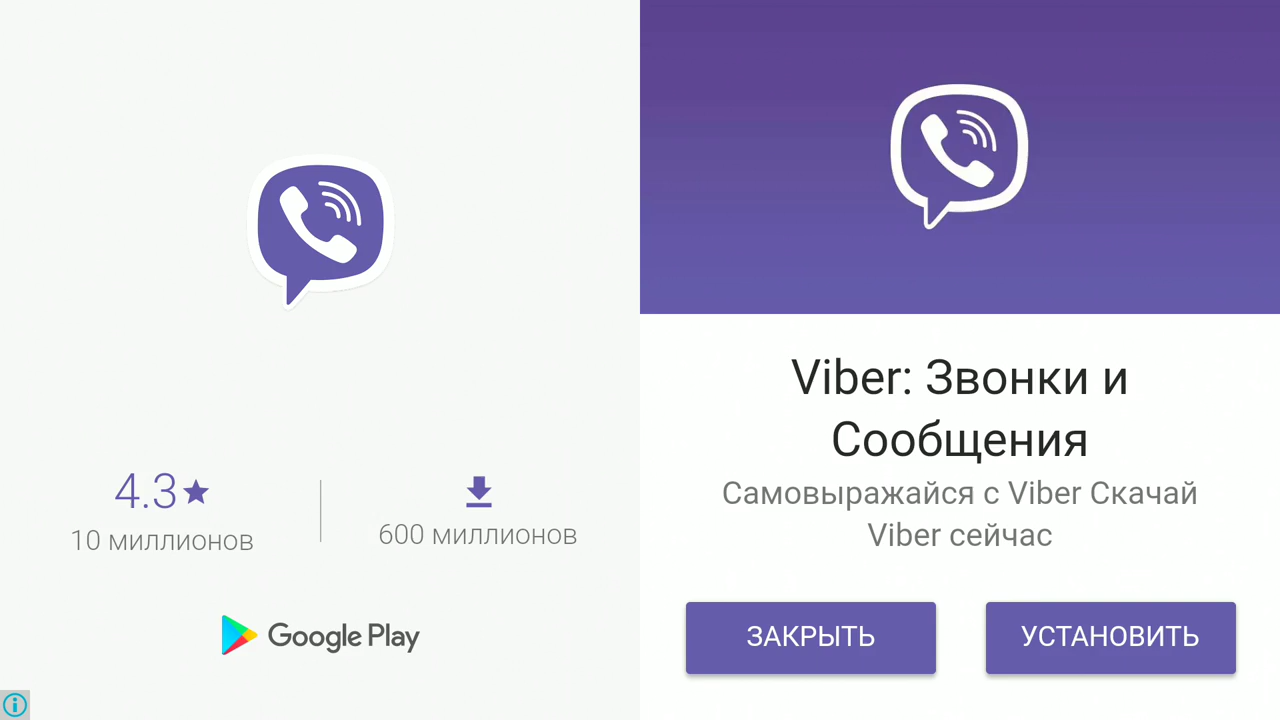 4.3★
10 миллионов
600 миллионов
Google Play
Viber: Звонки и
Сообщения
Самовыражайся с Viber Скачай
Viber сейчас
ЗАКРЫТЬ
УСТАНОВИТЬ